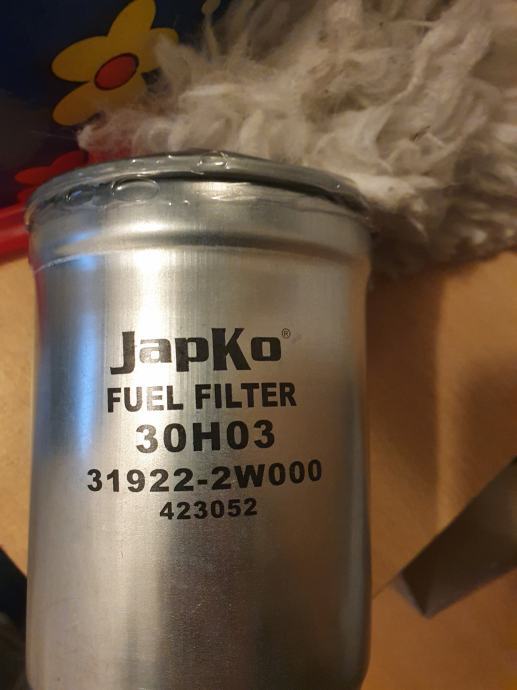 JapKo®
FUEL FILTER
30H03
31922-2W000
423052